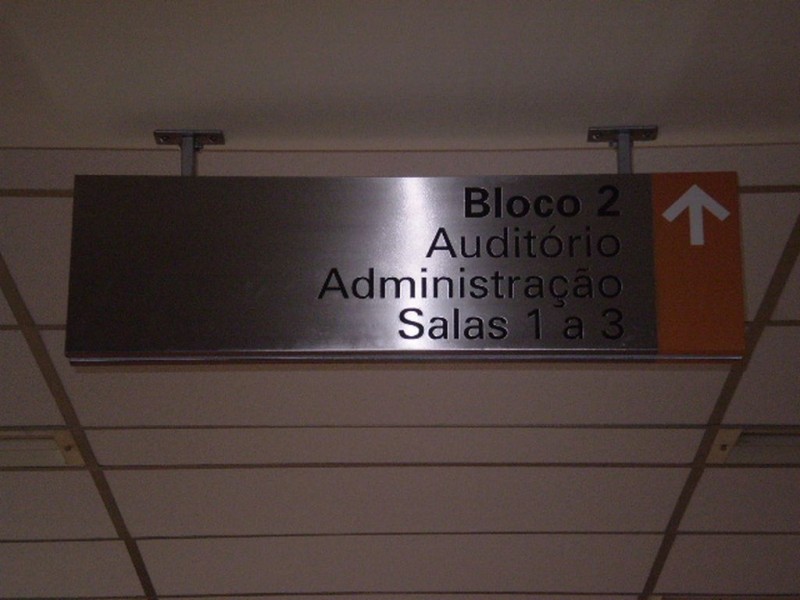 Bloco 2
Auditório
Administração
Salas 1 a 3